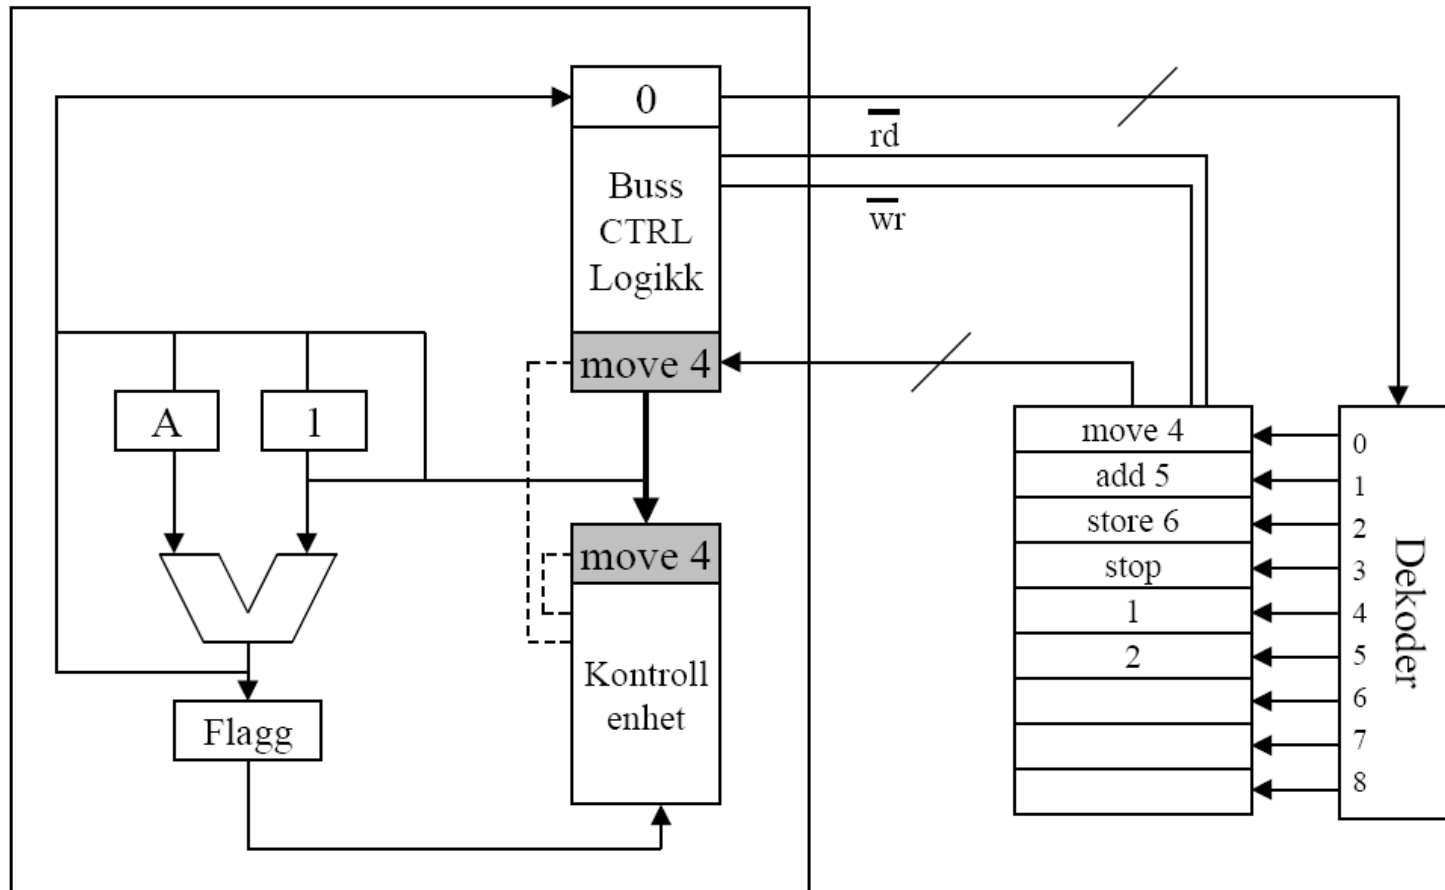 0
rd
Buss
CTRL
Logikk
wr
move 4
A
1
move 4
Kontroll
enhet
Flagg
move 4
add 5
store 6
stop
1
2
0
1
2
3
4
5
6
7
8
Dekoder